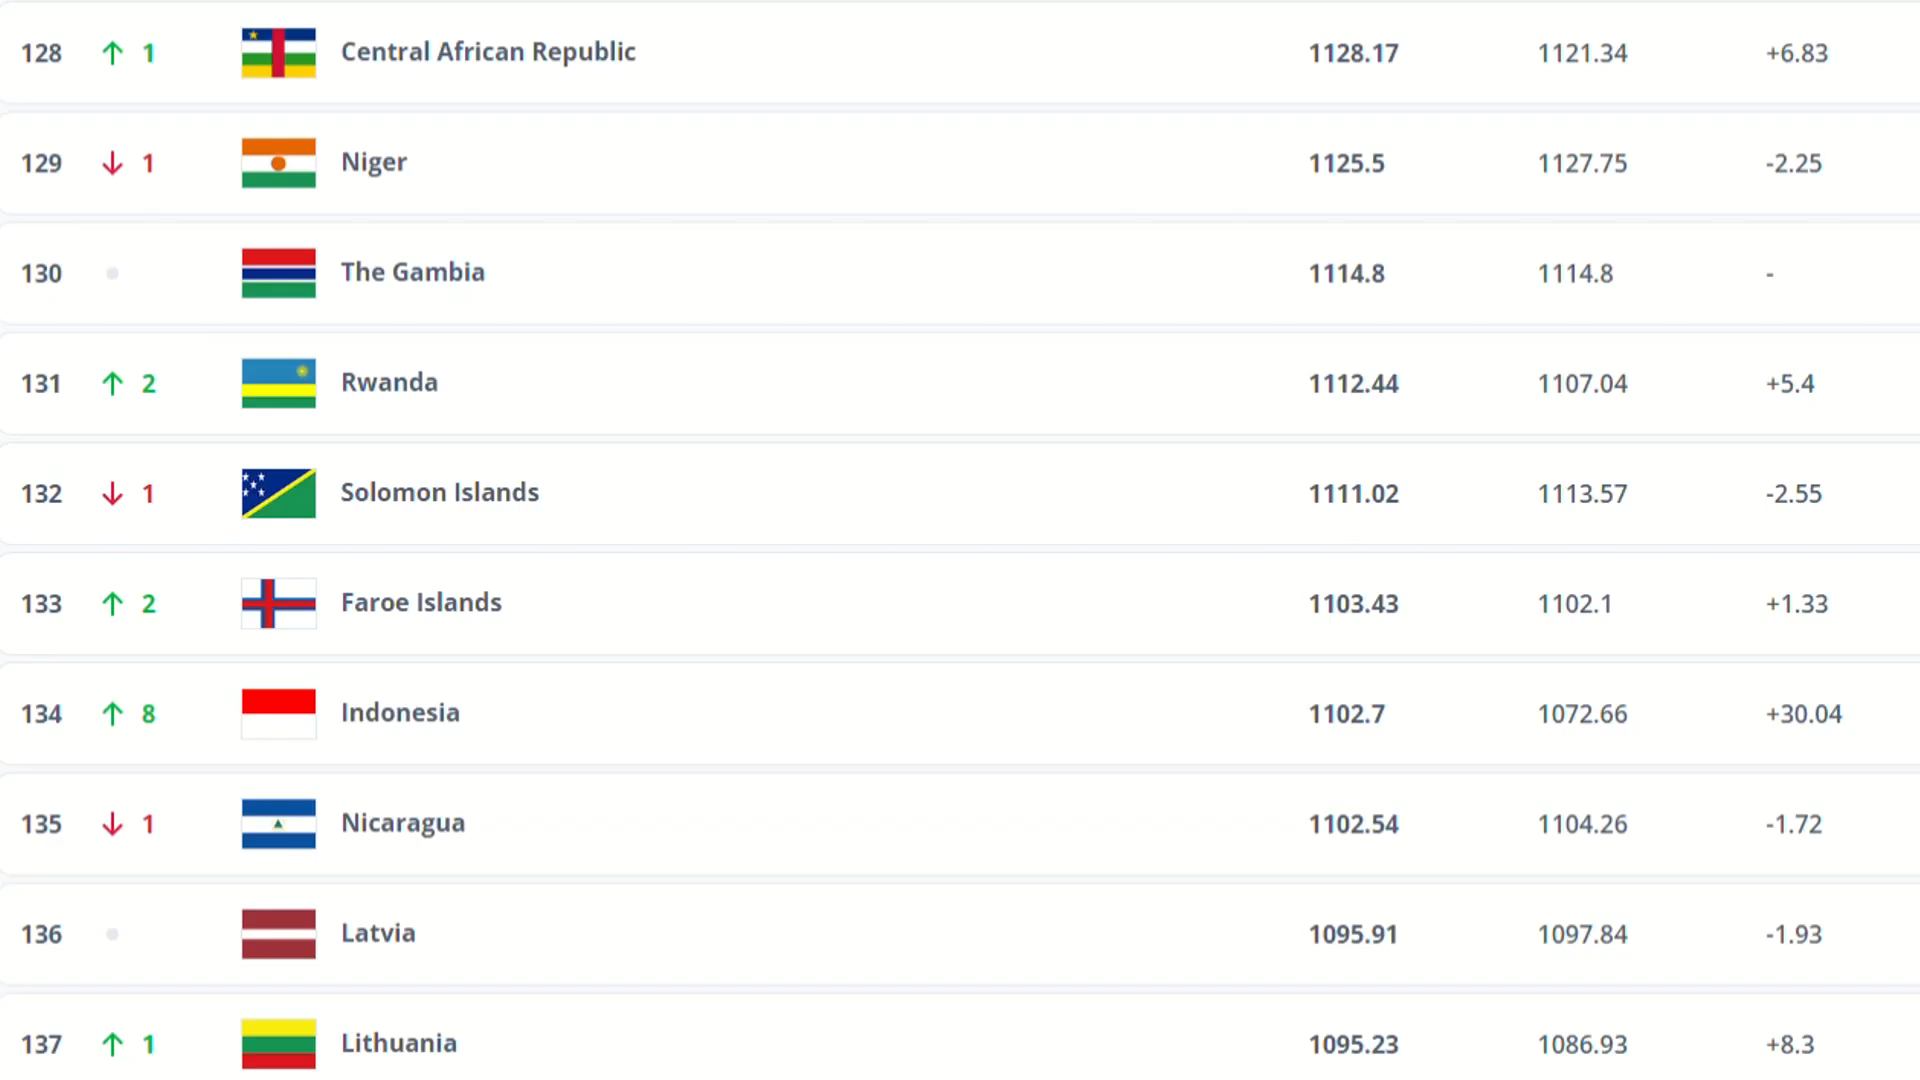 128 ↑ 1 Central African Republic 1128.17 1121.34 +6.83
129 ↓ 1 Niger 1125.5 1127.75 -2.25
130 The Gambia 1114.8 1114.8 -
131 ↑ 2 Rwanda 1112.44 1107.04 +5.4
132 ↓ 1 Solomon Islands 1111.02 1113.57 -2.55
133 ↑ 2 Faroe Islands 1103.43 1102.1 +1.33
134 ↑ 8 Indonesia 1102.7 1072.66 +30.04
135 ↓ 1 Nicaragua 1102.54 1104.26 -1.72
136 Latvia 1095.91 1097.84 -1.93
137 ↑ 1 Lithuania 1095.23 1086.93 +8.3